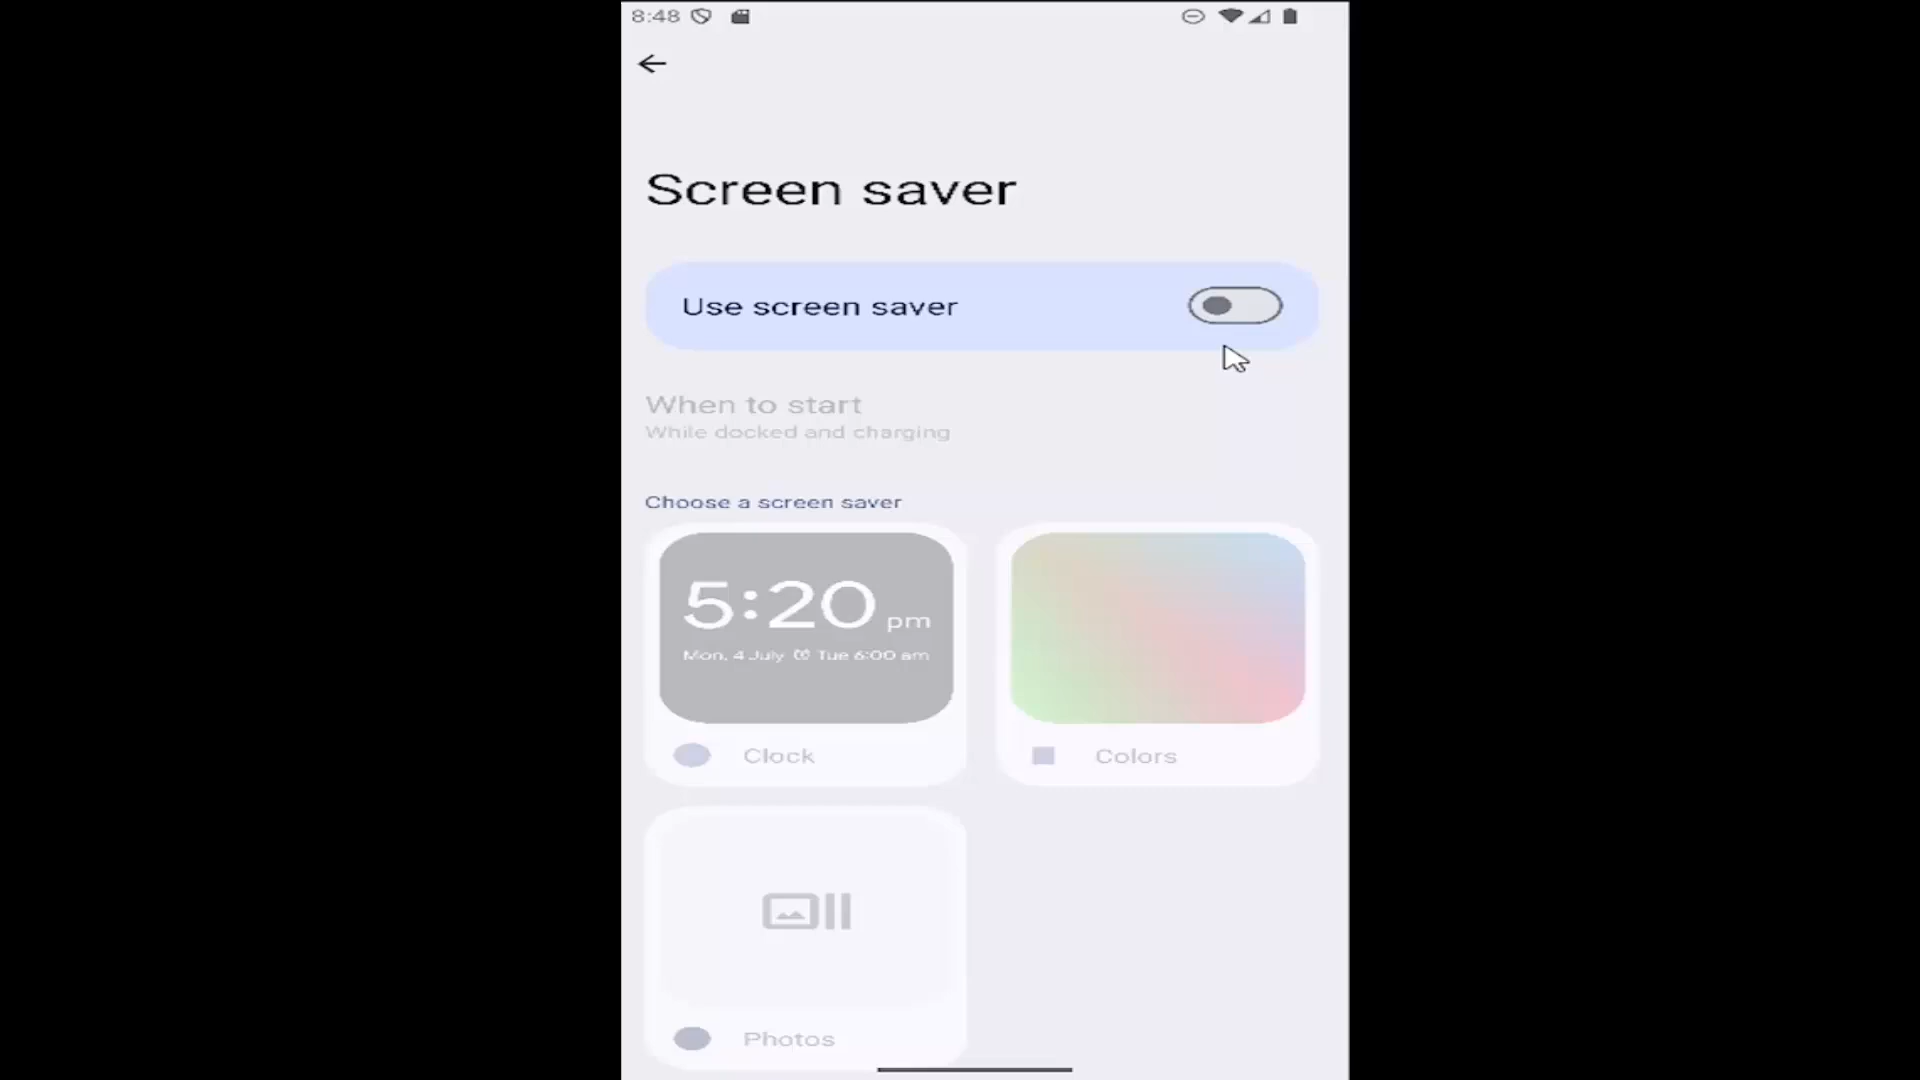 8:48
Screen saver
Use screen saver
When to start
While docked and charging
Choose a screen saver
5:20 pm
Mon, 4 July Tue 6:00 am
Clock
Colors
Photos